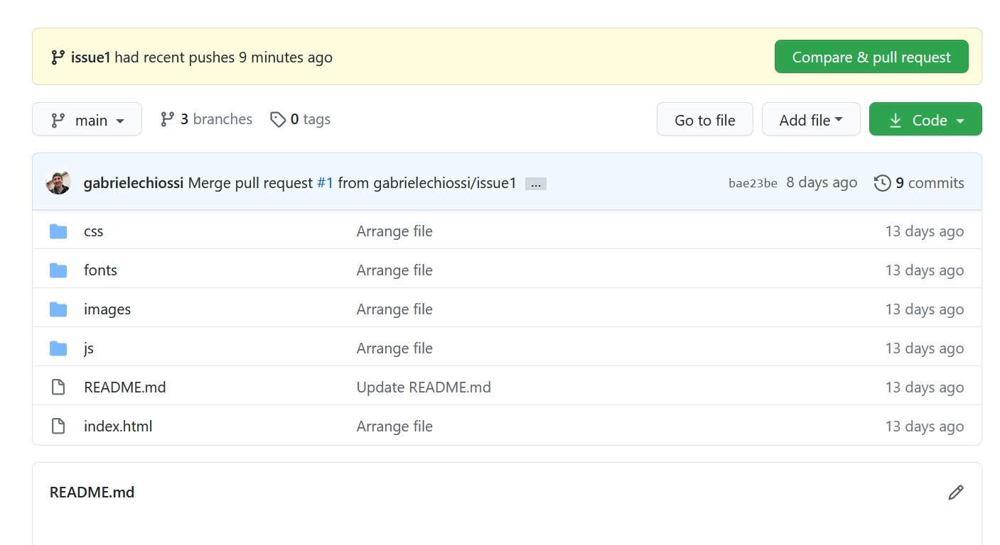 issue1 had recent pushes 9 minutes ago Compare & pull request
main 3 branches 0 tags Go to file Add file Code
gabrielechiossi Merge pull request #1 from gabrielechiossi/issue1 ... bae23be 8 days ago 9 commits
css Arrange file 13 days ago
fonts Arrange file 13 days ago
images Arrange file 13 days ago
js Arrange file 13 days ago
README.md Update README.md 13 days ago
index.html Arrange file 13 days ago
README.md